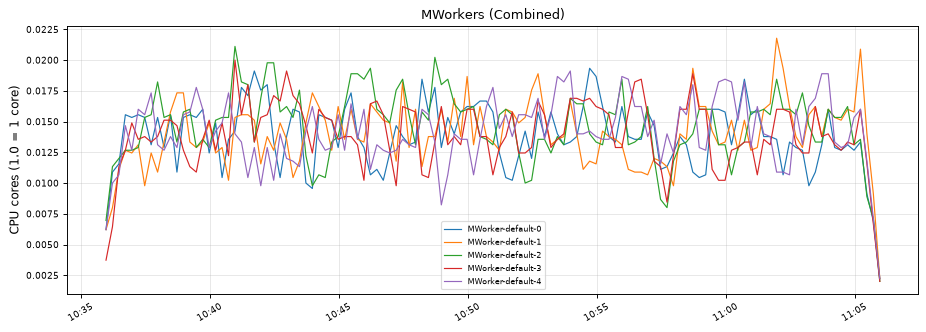 MWorkers (Combined)
CPU cores (1.0 = 1 core)
0.0225
0.0200
0.0175
0.0150
0.0125
0.0100
0.0075
0.0050
0.0025
MWorker-default-0
MWorker-default-1
MWorker-default-2
MWorker-default-3
MWorker-default-4
10:35
10:40
10:45
10:50
10:55
11:00
11:05